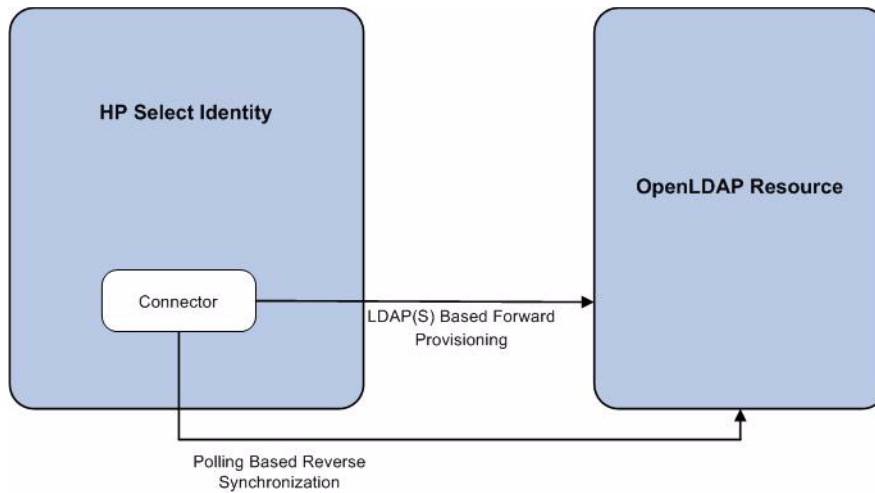 HP Select Identity
OpenLDAP Resource
Connector
LDAP(S) Based Forward
Provisioning
Polling Based Reverse
Synchronization